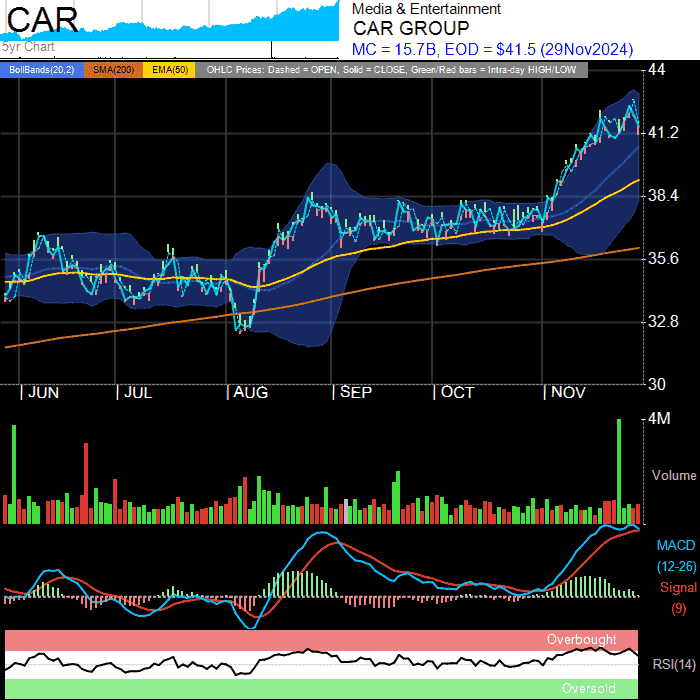 CAR
5yr Chart
Media & Entertainment
CAR GROUP
MC = 15.7B, EOD = $41.5 (29Nov2024)
BollBands(20,2) SMA(200) EMA(50) OHLC Prices: Dashed = OPEN, Solid = CLOSE, Green/Red bars = Intra-day HIGH/LOW
44
41.2
38.4
35.6
32.8
30
| JUN | JUL | AUG | SEP | OCT | NOV
4M
Volume
MACD
(12-26)
Signal
(9)
Overbought
RSI(14)
Oversold